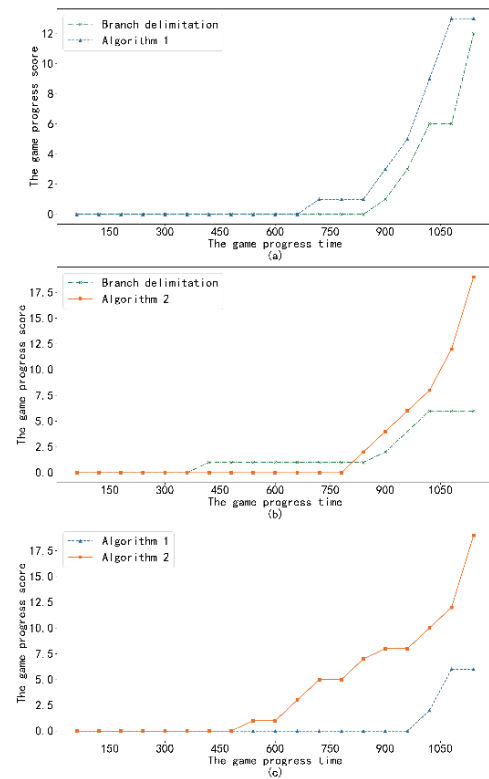 Branch delimitation
Algorithm 1
The game progress score
12
10
8
6
4
2
0
150 300 450 600 750 900 1050
The game progress time
(a)
Branch delimitation
Algorithm 2
The game progress score
17.5
15.0
12.5
10.0
7.5
5.0
2.5
0.0
150 300 450 600 750 900 1050
The game progress time
(b)
Algorithm 1
Algorithm 2
The game progress score
17.5
15.0
12.5
10.0
7.5
5.0
2.5
0.0
150 300 450 600 750 900 1050
The game progress time
(c)